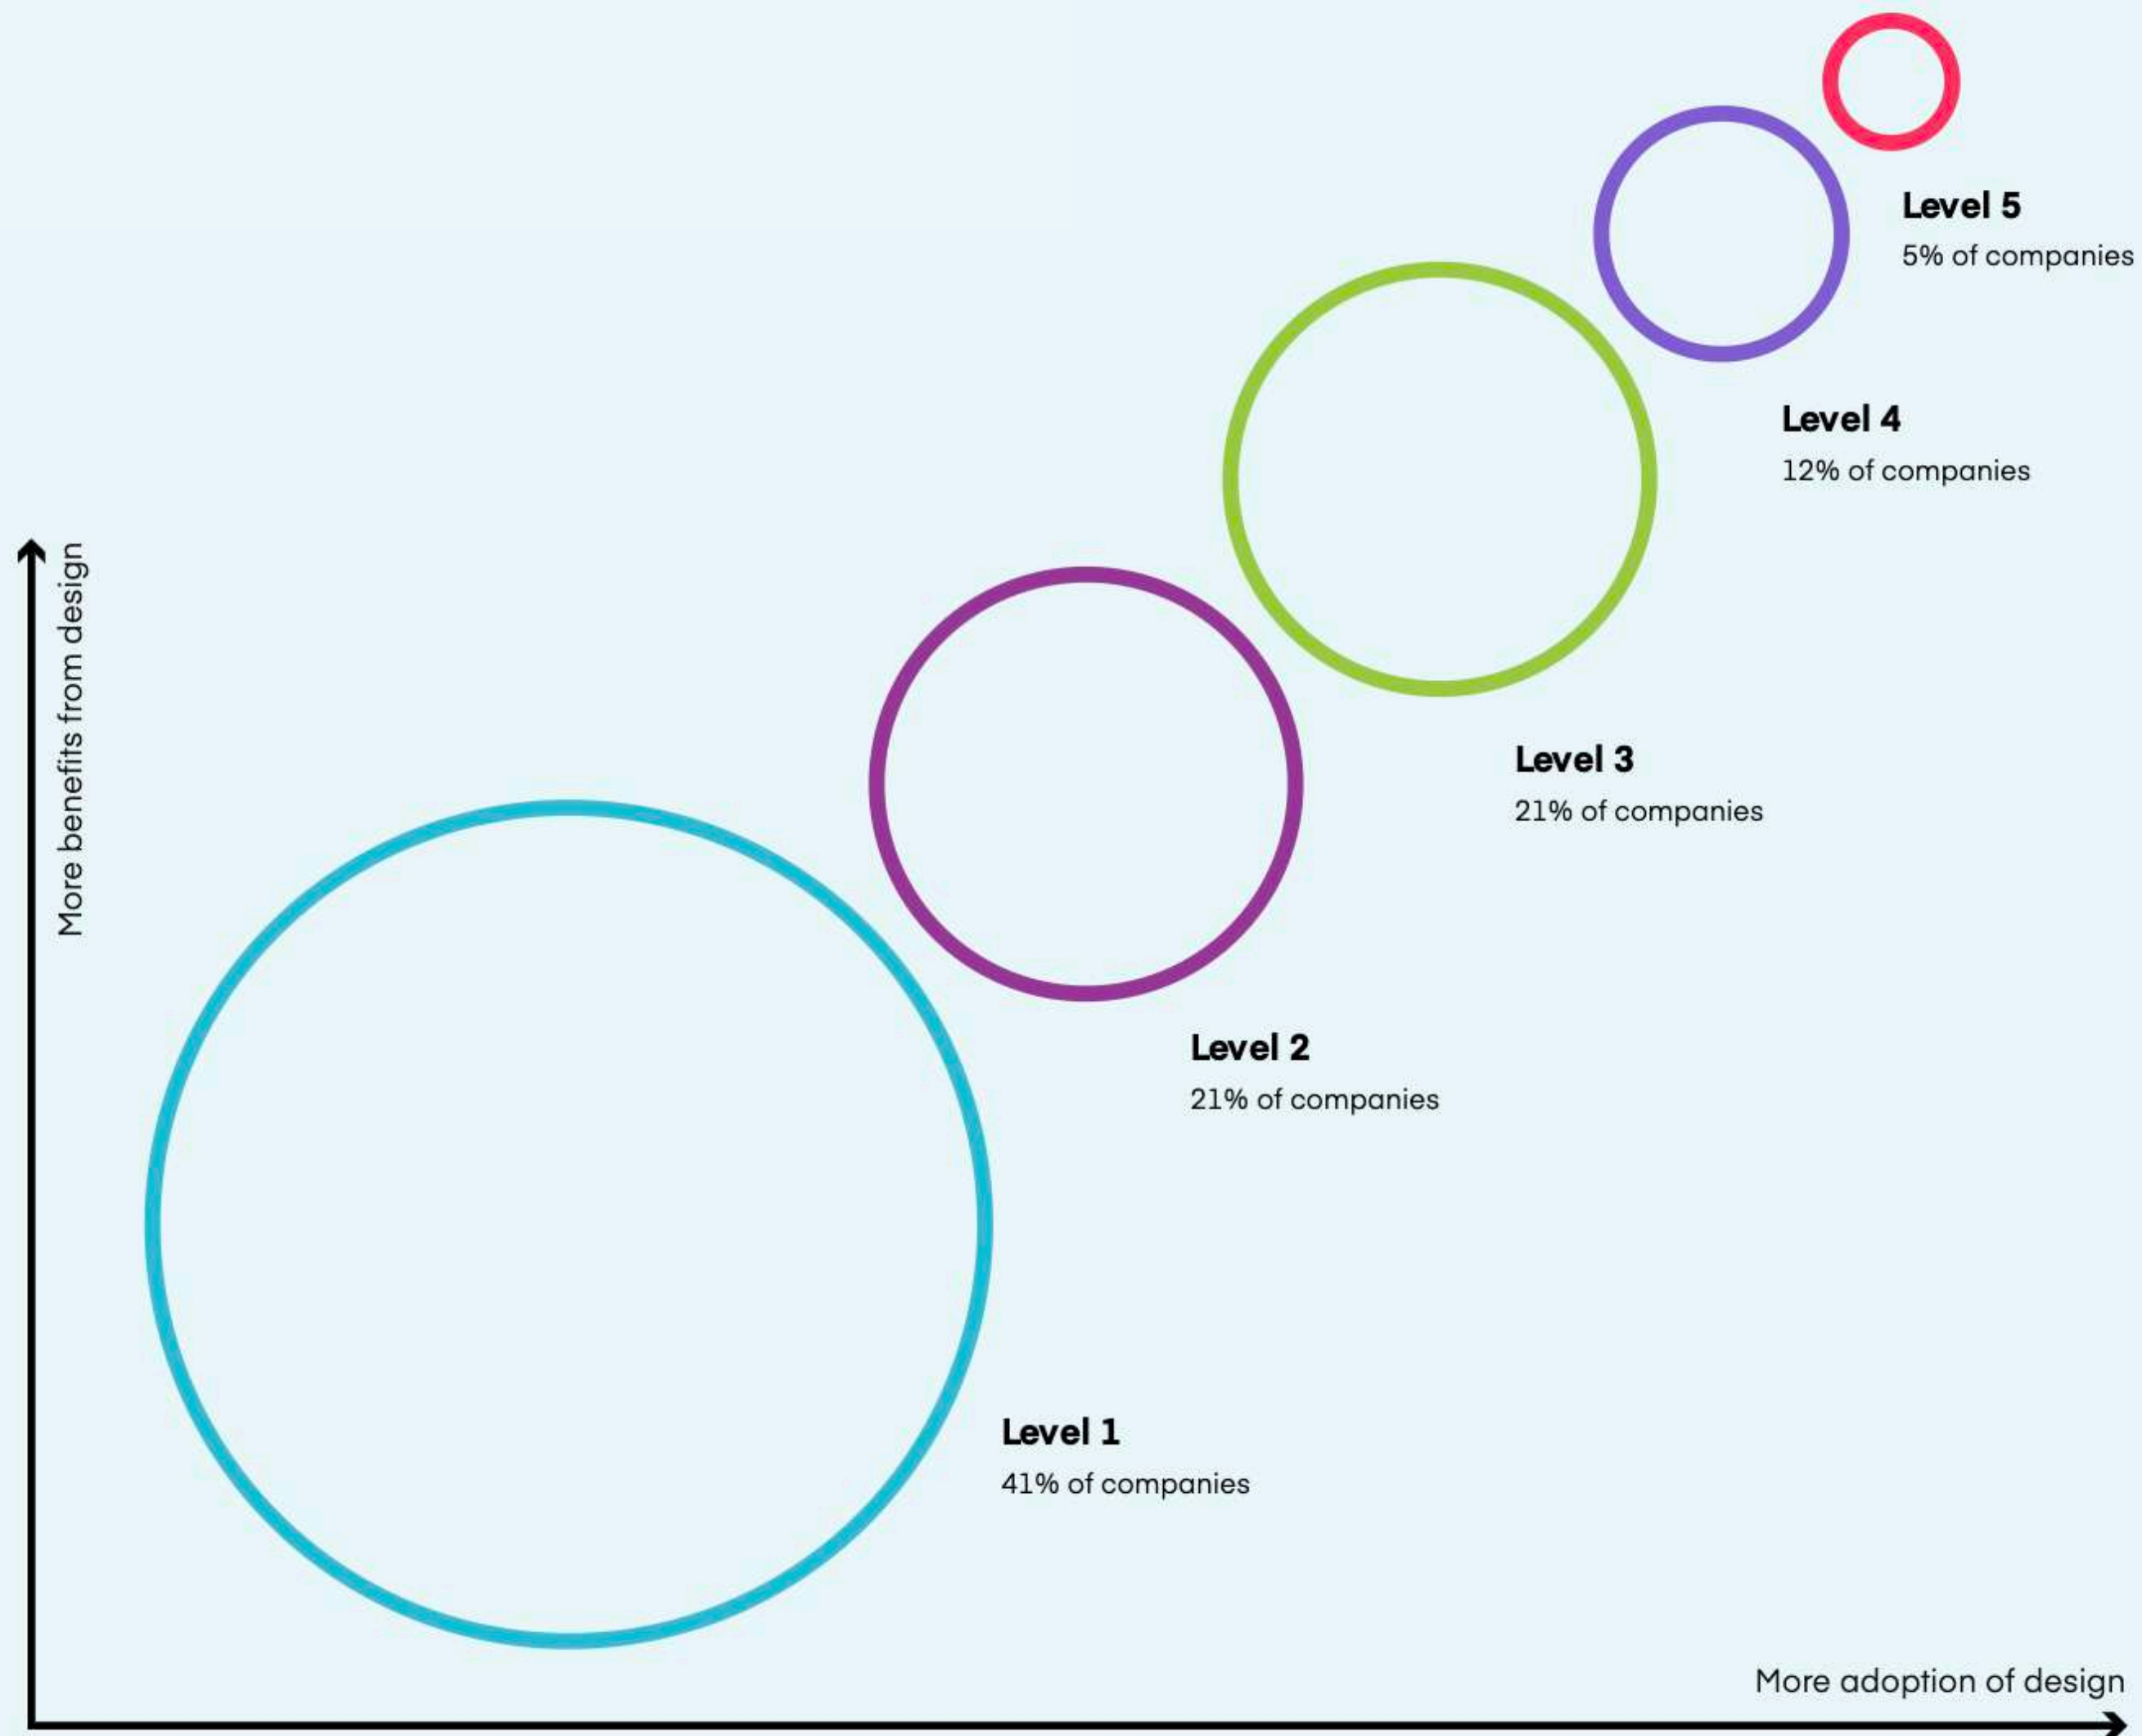 Level 5
5% of companies
Level 4
12% of companies
More benefits from design
Level 3
21% of companies
Level 2
21% of companies
Level 1
41% of companies
More adoption of design